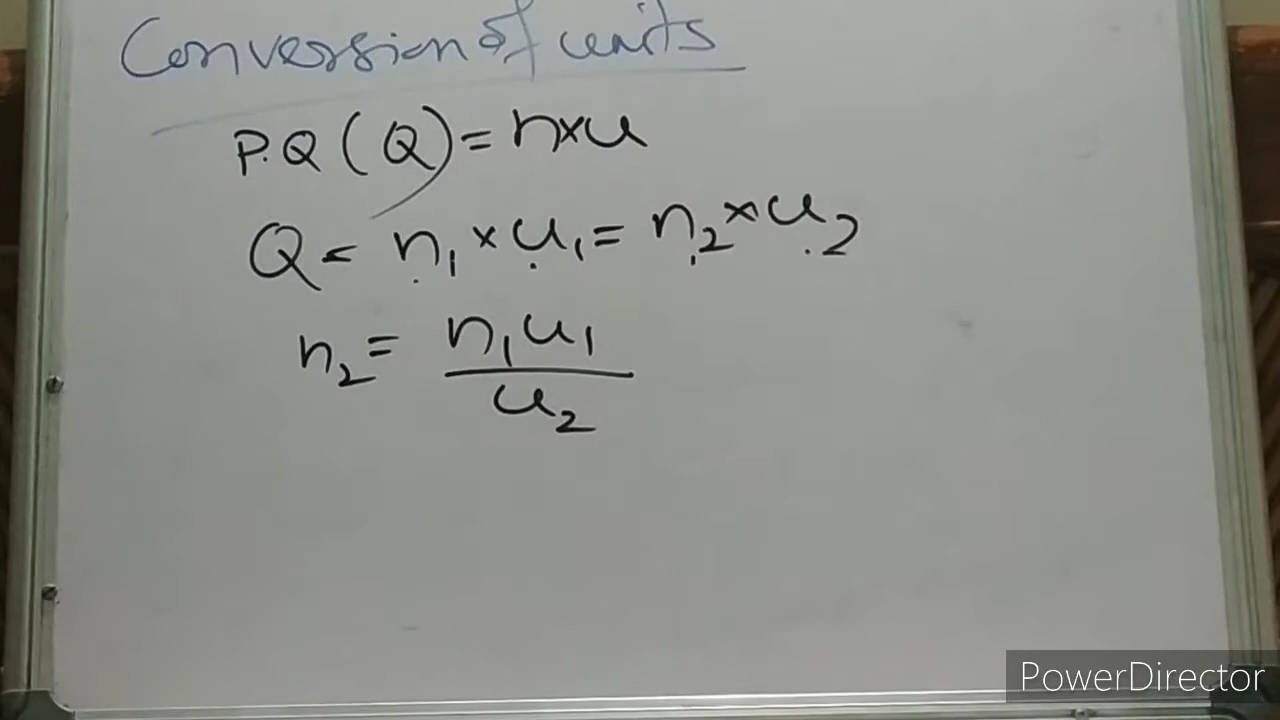 Conversion of units
P.Q (Q) = n×u
Q = n₁ × u₁ = n₂ × u₂
n₂ = n₁u₁
u₂
PowerDirector